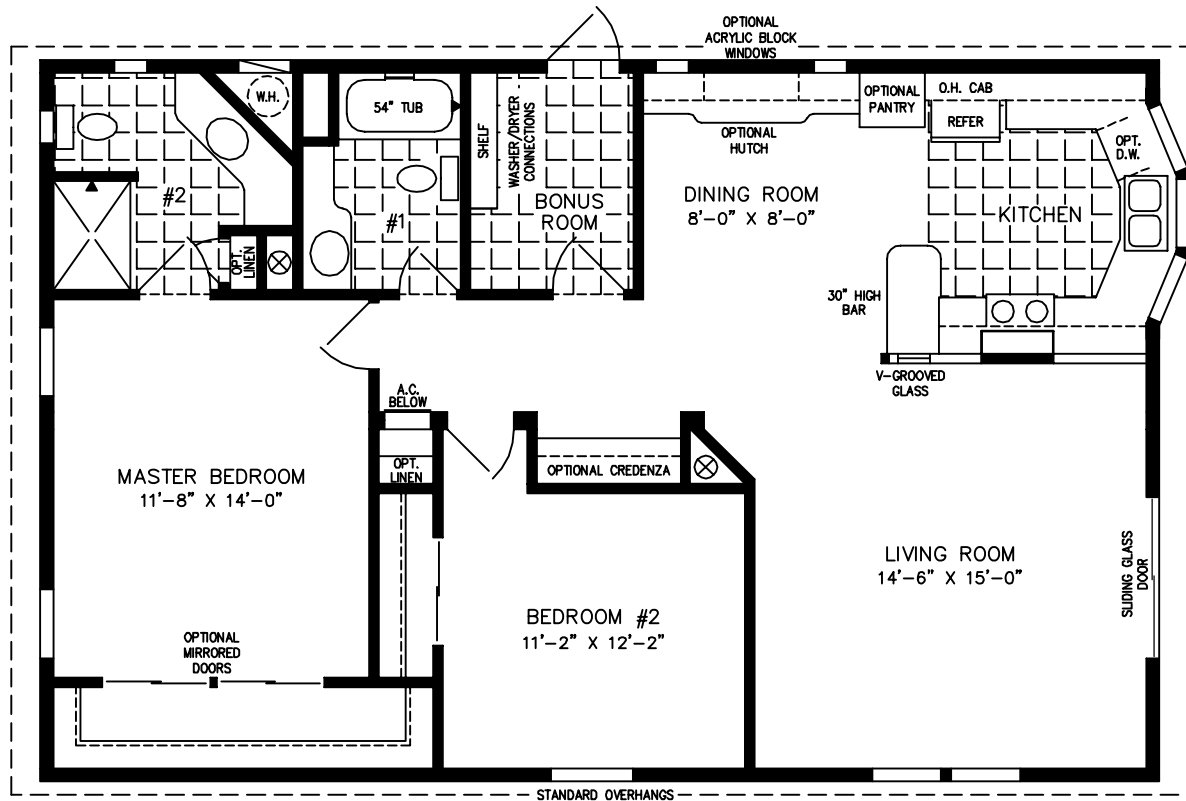 OPTIONAL
ACRYLIC BLOCK
WINDOWS
W.H.
54" TUB
SHELF
WASHER/DRYER
CONNECTIONS
OPTIONAL
HUTCH
OPTIONAL
PANTRY
O.H. CAB
REFER
OPT.
D.W.
#2
#1
BONUS
ROOM
DINING ROOM
8'-0" X 8'-0"
KITCHEN
OPT.
LINEN
30" HIGH
BAR
V-GROOVED
GLASS
A.C.
BELOW
OPT.
LINEN
OPTIONAL CREDENZA
MASTER BEDROOM
11'-8" X 14'-0"
LIVING ROOM
14'-6" X 15'-0"
SLIDING GLASS
DOOR
BEDROOM #2
11'-2" X 12'-2"
OPTIONAL
MIRRORED
DOORS
STANDARD OVERHANGS